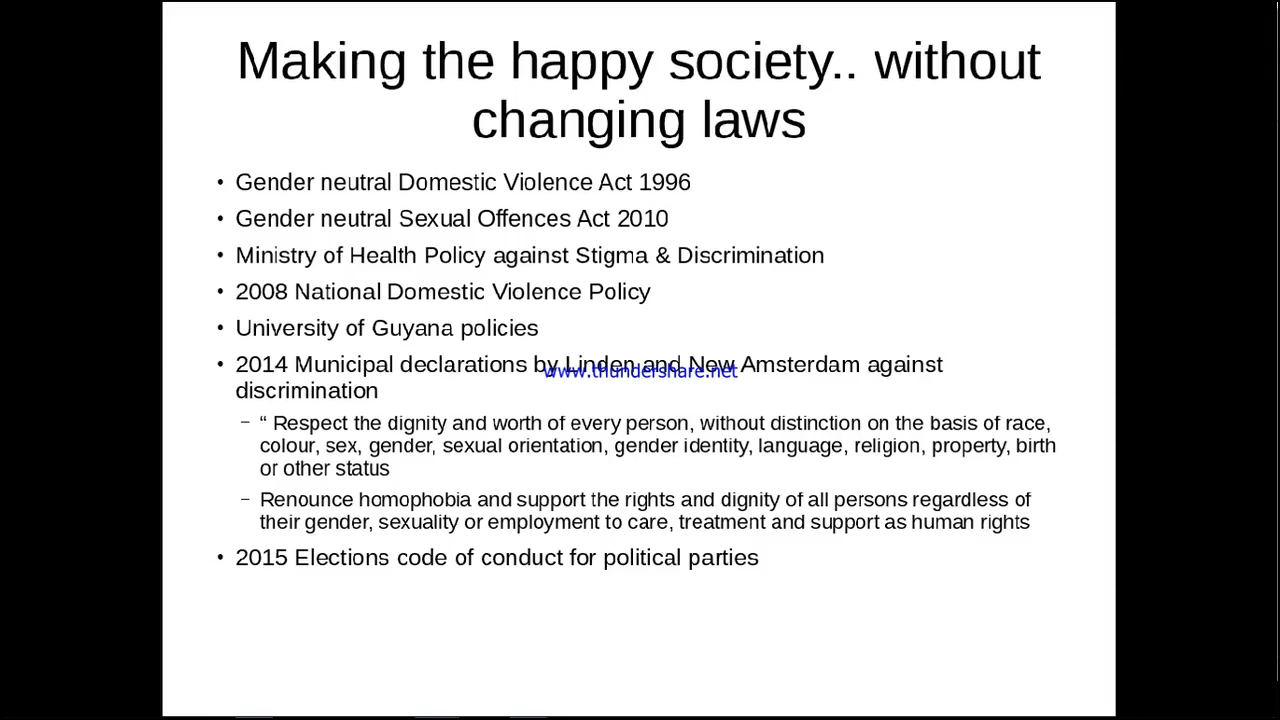 Making the happy society.. without
changing laws
• Gender neutral Domestic Violence Act 1996
• Gender neutral Sexual Offences Act 2010
• Ministry of Health Policy against Stigma & Discrimination
• 2008 National Domestic Violence Policy
• University of Guyana policies
• 2014 Municipal declarations by Linden and New Amsterdam against
www.thundershare.net
discrimination
– “ Respect the dignity and worth of every person, without distinction on the basis of race,
colour, sex, gender, sexual orientation, gender identity, language, religion, property, birth
or other status
– Renounce homophobia and support the rights and dignity of all persons regardless of
their gender, sexuality or employment to care, treatment and support as human rights
• 2015 Elections code of conduct for political parties